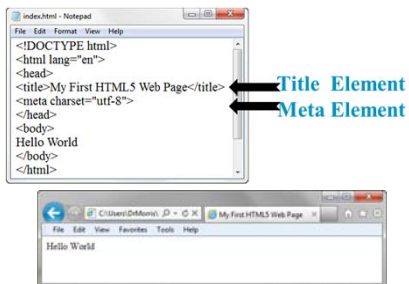 index.html - Notepad
File Edit Format View Help
<!DOCTYPE html>
<html lang="en">
<head>
<title>My First HTML5 Web Page</title>
<meta charset="utf-8">
</head>
<body>
Hello World
</body>
</html>
Title Element
Meta Element
C:\Users\DrMorris\
My First HTML5 Web Page
File Edit View Favorites Tools Help
Hello World